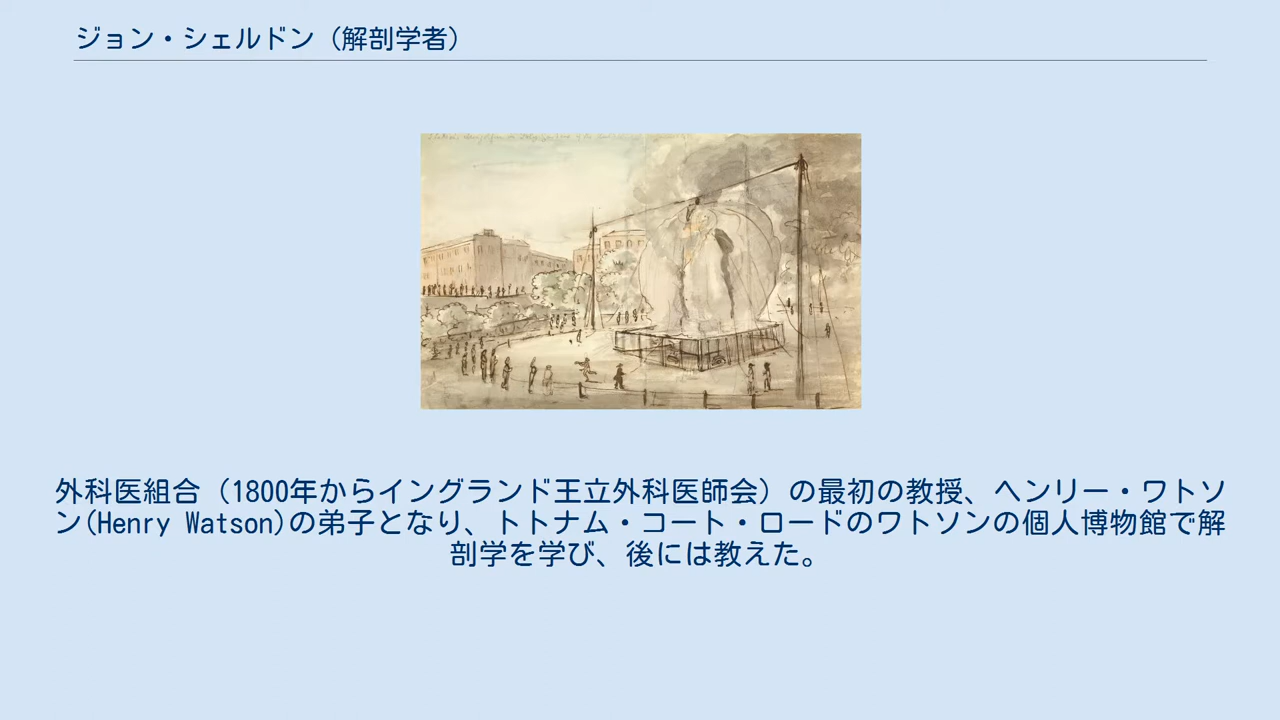 ジョン・シェルドン（解剖学者）
外科医組合（1800年からイングランド王立外科医師会）の最初の教授、ヘンリー・ワトソ
ン(Henry Watson)の弟子となり、トトナム・コート・ロードのワトソンの個人博物館で解
剖学を学び、後には教えた。